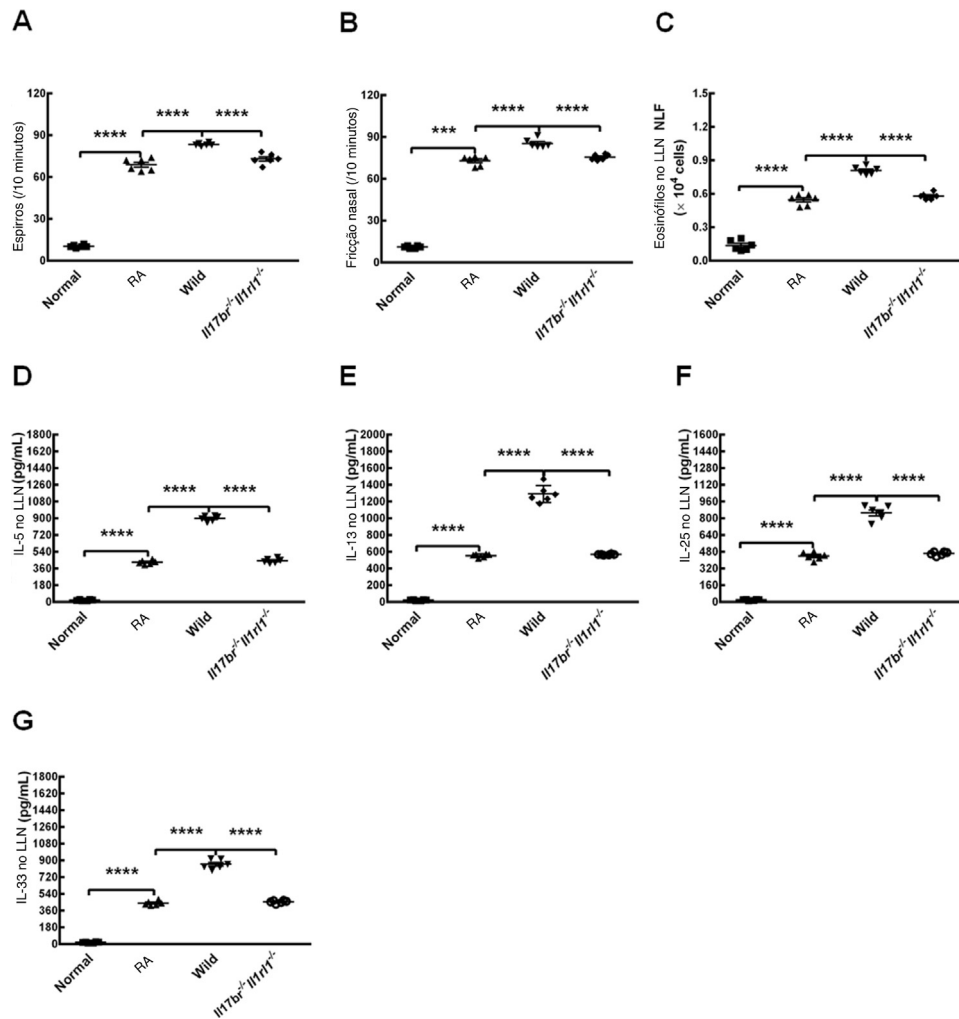 A
Espirros (/10 minutos)
120
90
60
30
0
**** **** ****
Normal RA Wild Il17br-/-Il1rl1-/-
B
Fricção nasal (/10 minutos)
120
90
60
30
0
*** **** ****
Normal RA Wild Il17br-/-Il1rl1-/-
C
Eosinófilos no LLN NLF
(× 10⁴ cells)
1.5
1.2
0.9
0.6
0.3
0.0
**** **** ****
Normal RA Wild Il17br-/-Il1rl1-/-
D
IL-5 no LLN (pg/mL)
1800
1620
1440
1260
1080
900
720
540
360
180
0
**** **** ****
Normal RA Wild Il17br-/-Il1rl1-/-
E
IL-13 no LLN (pg/mL)
2000
1800
1600
1400
1200
1000
800
600
400
200
0
**** **** ****
Normal RA Wild Il17br-/-Il1rl1-/-
F
IL-25 no LLN (pg/mL)
1600
1440
1280
1120
960
800
640
480
320
160
0
**** **** ****
Normal RA Wild Il17br-/-Il1rl1-/-
G
IL-33 no LLN (pg/mL)
1800
1620
1440
1260
1080
900
720
540
360
180
0
**** **** ****
Normal RA Wild Il17br-/-Il1rl1-/-